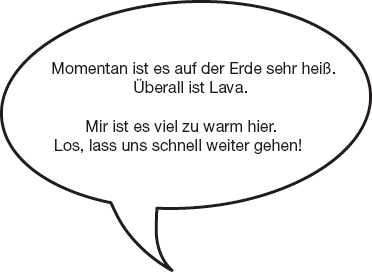 Momentan ist es auf der Erde sehr heiß.
Überall ist Lava.
Mir ist es viel zu warm hier.
Los, lass uns schnell weiter gehen!